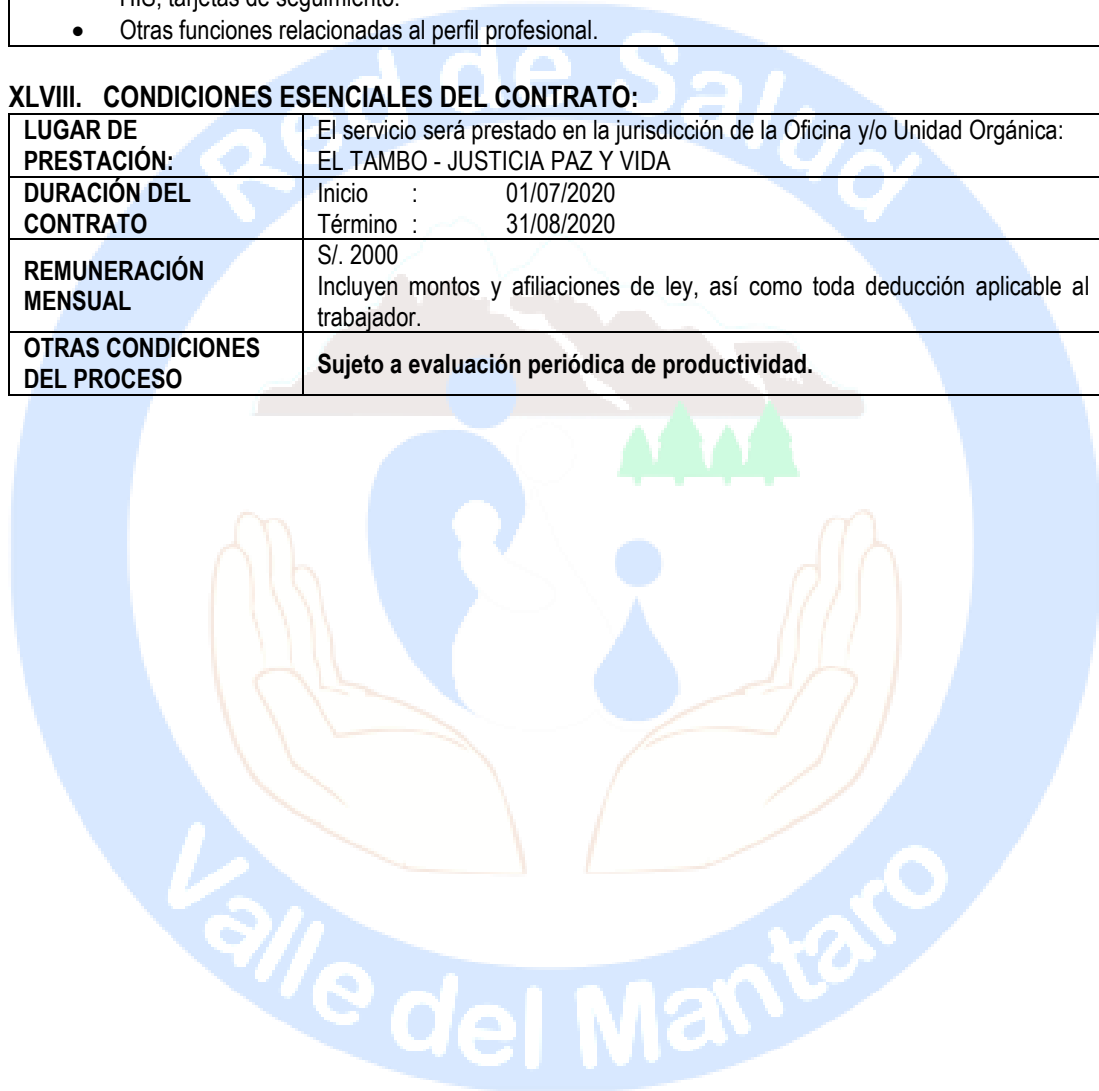 HIS, tarjetas de seguimiento.
• Otras funciones relacionadas al perfil profesional.
XLVIII. CONDICIONES ESENCIALES DEL CONTRATO:
LUGAR DE PRESTACIÓN:
El servicio será prestado en la jurisdicción de la Oficina y/o Unidad Orgánica:
EL TAMBO - JUSTICIA PAZ Y VIDA
DURACIÓN DEL CONTRATO
Inicio : 01/07/2020
Término : 31/08/2020
REMUNERACIÓN MENSUAL
S/. 2000
Incluyen montos y afiliaciones de ley, así como toda deducción aplicable al
trabajador.
OTRAS CONDICIONES DEL PROCESO
Sujeto a evaluación periódica de productividad.
Red de Salud
Valle del Mantaro